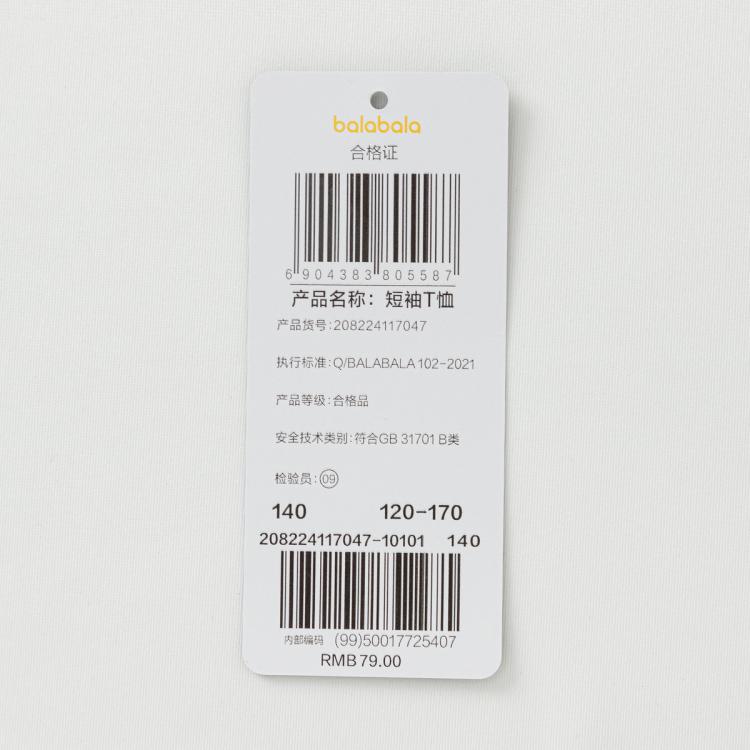 balabala
合格证
6 904383 805587
产品名称：短袖T恤
产品货号:208224117047
执行标准:Q/BALABALA 102-2021
产品等级:合格品
安全技术类别:符合GB 31701 B类
检验员:09
140 120-170
208224117047-10101 140
内部编码 (99)50017725407
RMB 79.00